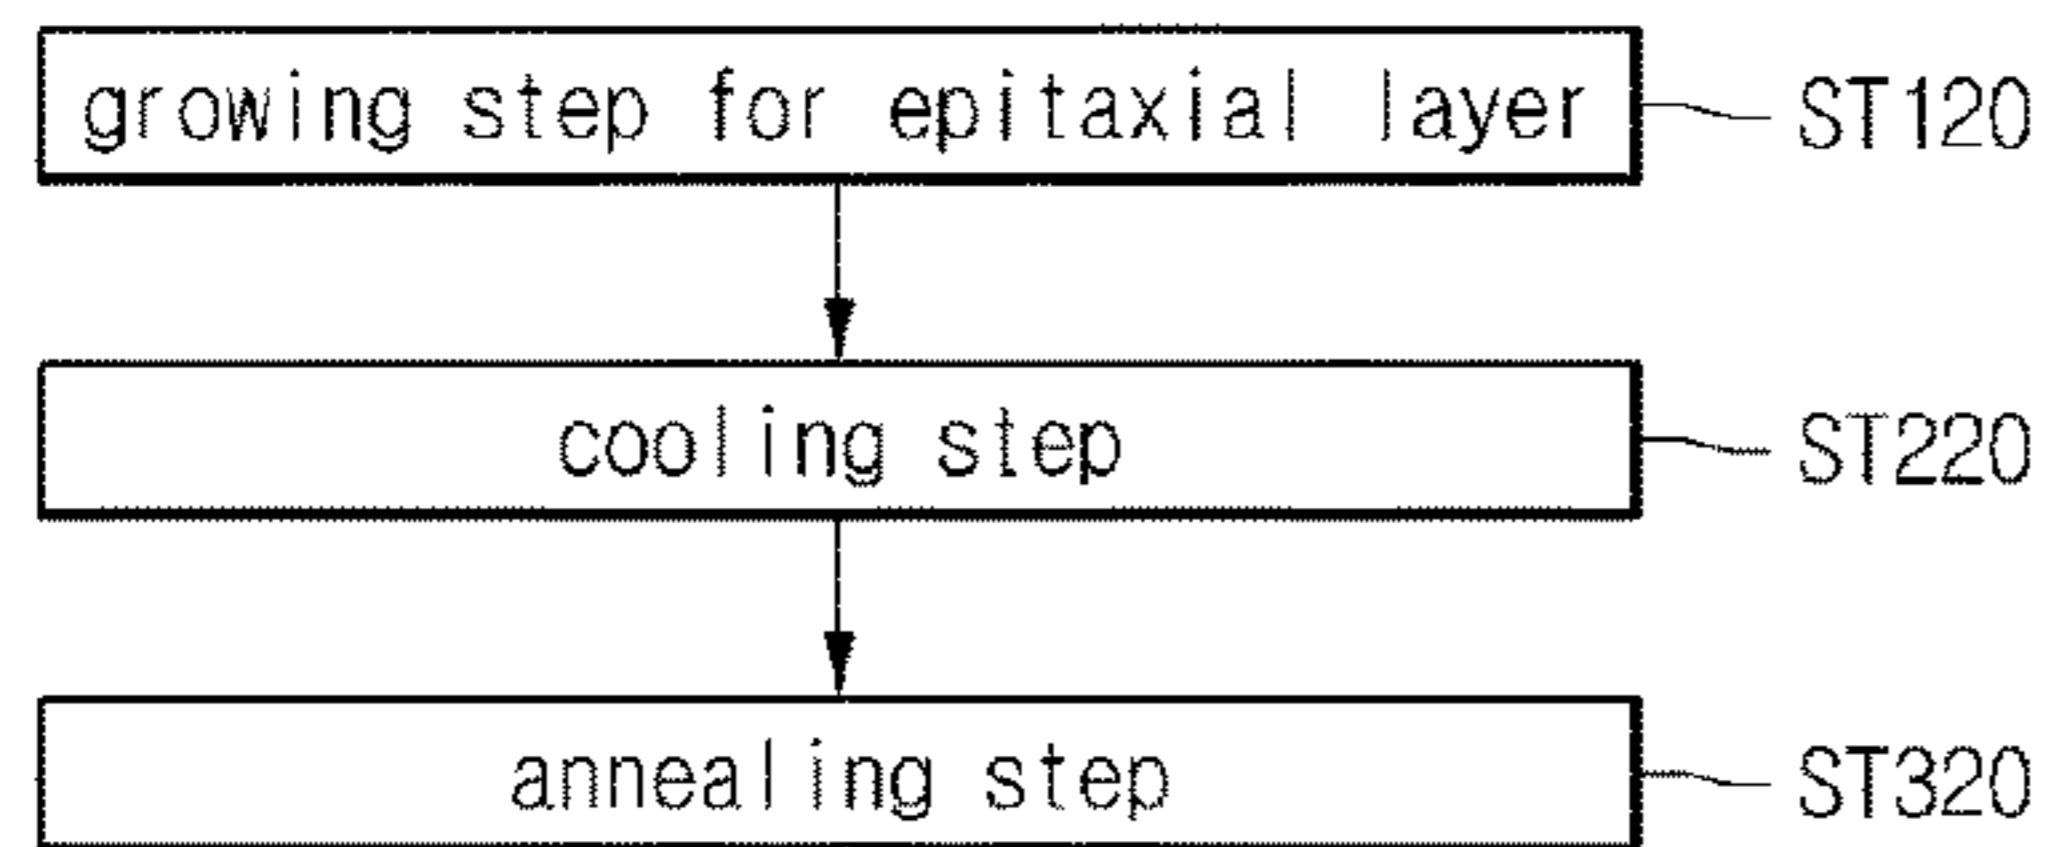 growing step for epitaxial layer ST120
cooling step ST220
annealing step ST320